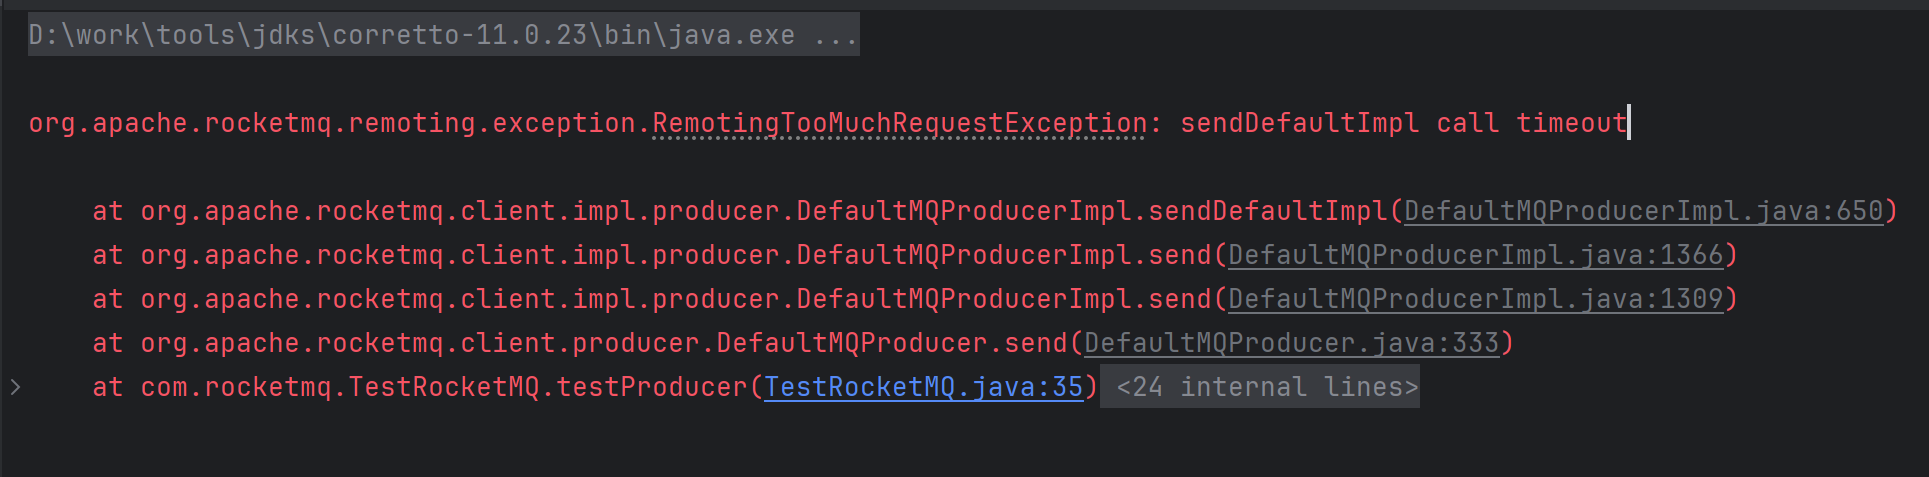 D:\work\tools\jdks\corretto-11.0.23\bin\java.exe ...
org.apache.rocketmq.remoting.exception.RemotingTooMuchRequestException: sendDefaultImpl call timeout
at org.apache.rocketmq.client.impl.producer.DefaultMQProducerImpl.sendDefaultImpl(DefaultMQProducerImpl.java:650)
at org.apache.rocketmq.client.impl.producer.DefaultMQProducerImpl.send(DefaultMQProducerImpl.java:1366)
at org.apache.rocketmq.client.impl.producer.DefaultMQProducerImpl.send(DefaultMQProducerImpl.java:1309)
at org.apache.rocketmq.client.producer.DefaultMQProducer.send(DefaultMQProducer.java:333)
at com.rocketmq.TestRocketMQ.testProducer(TestRocketMQ.java:35) <24 internal lines>